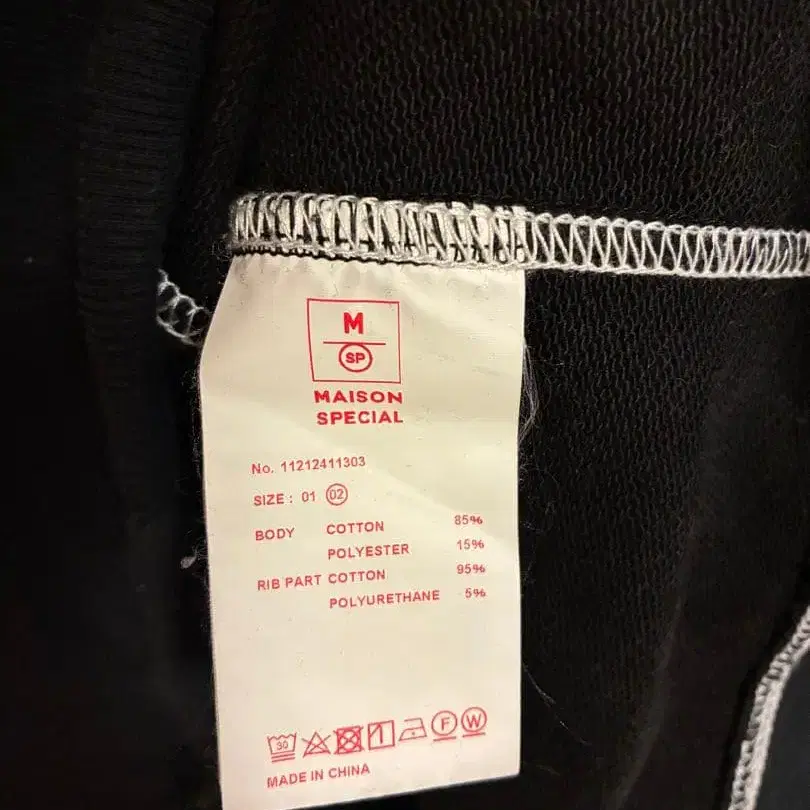 M
SP
MAISON
SPECIAL
No. 11212411303
SIZE : 01 02
BODY COTTON 85%
POLYESTER 15%
RIB PART COTTON 95%
POLYURETHANE 5%
30 F W
MADE IN CHINA